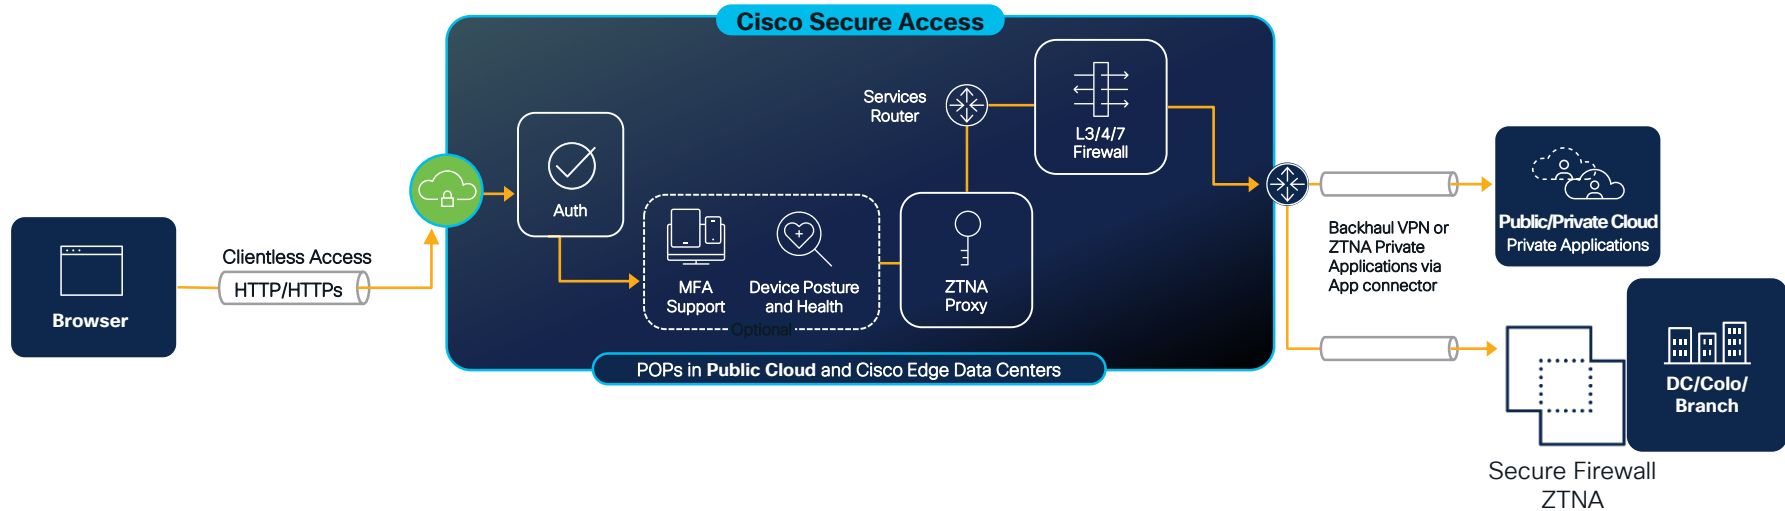 Cisco Secure Access
Services
Router
L3/4/7
Firewall
Auth
Clientless Access
HTTP/HTTPs
Browser
MFA
Support
Device Posture
and Health
Optional
ZTNA
Proxy
POPs in Public Cloud and Cisco Edge Data Centers
Backhaul VPN or
ZTNA Private
Applications via
App connector
Public/Private Cloud
Private Applications
DC/Colo/
Branch
Secure Firewall
ZTNA